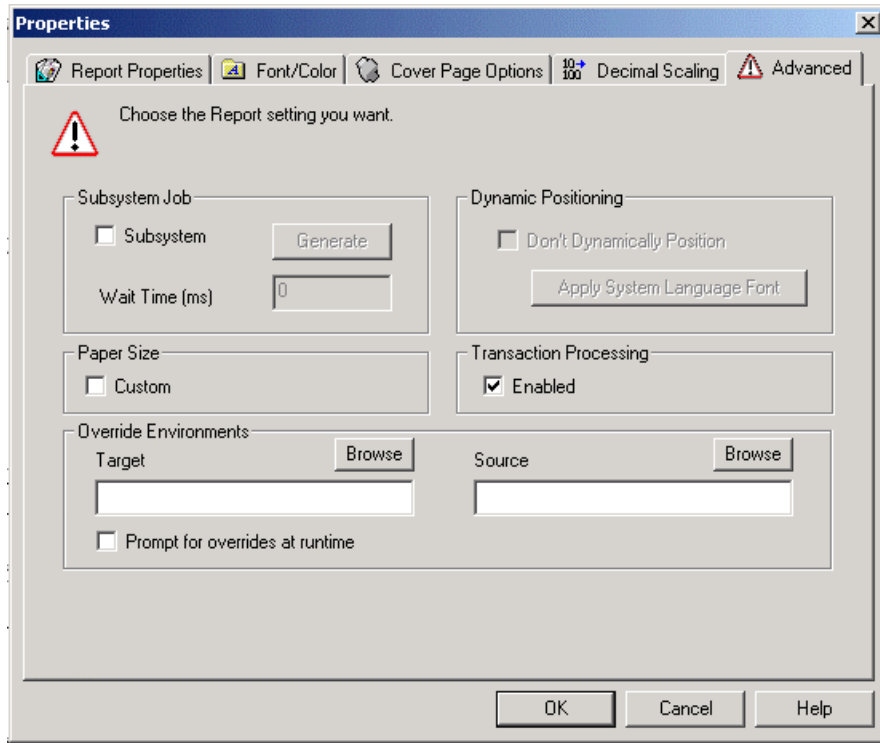 Properties
Report Properties
Font/Color
Cover Page Options
10 100 Decimal Scaling
Advanced
Choose the Report setting you want.
Subsystem Job
Subsystem
Generate
Wait Time (ms)
0
Dynamic Positioning
Don't Dynamically Position
Apply System Language Font
Paper Size
Custom
Transaction Processing
Enabled
Override Environments
Target
Browse
Source
Browse
Prompt for overrides at runtime
OK
Cancel
Help